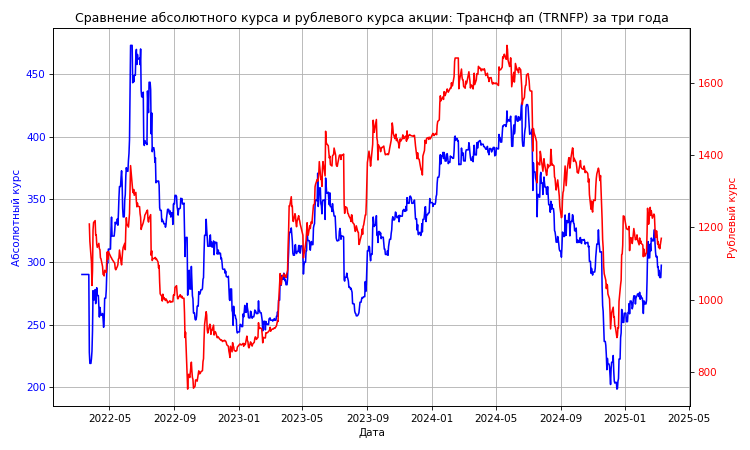 Сравнение абсолютного курса и рублевого курса акции: Транснф ап (TRNFP) за три года
Абсолютный курс
450
400
350
300
250
200
Рублевый курс
1600
1400
1200
1000
800
2022-05 2022-09 2023-01 2023-05 2023-09 2024-01 2024-05 2024-09 2025-01 2025-05
Дата